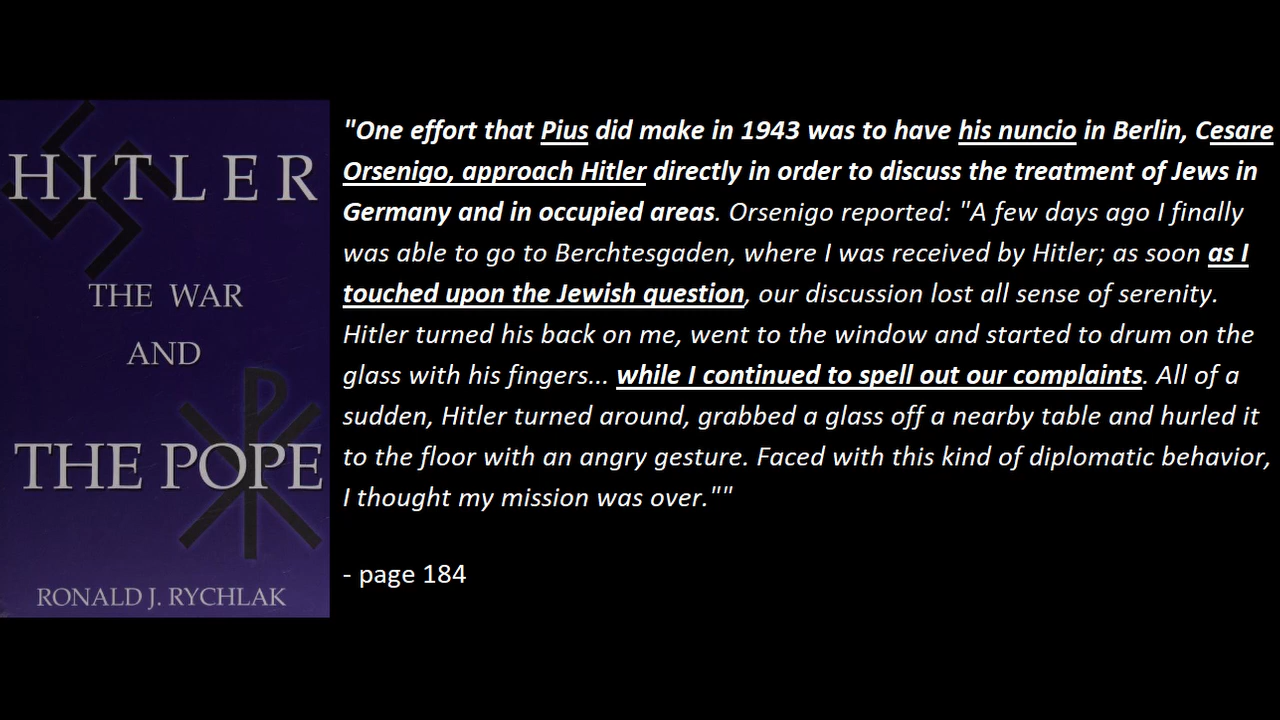 HITLER
THE WAR
AND
THE POPE
RONALD J. RYCHLAK
"One effort that Pius did make in 1943 was to have his nuncio in Berlin, Cesare
Orsenigo, approach Hitler directly in order to discuss the treatment of Jews in
Germany and in occupied areas. Orsenigo reported: "A few days ago I finally
was able to go to Berchtesgaden, where I was received by Hitler; as soon as I
touched upon the Jewish question, our discussion lost all sense of serenity.
Hitler turned his back on me, went to the window and started to drum on the
glass with his fingers... while I continued to spell out our complaints. All of a
sudden, Hitler turned around, grabbed a glass off a nearby table and hurled it
to the floor with an angry gesture. Faced with this kind of diplomatic behavior,
I thought my mission was over.""
- page 184